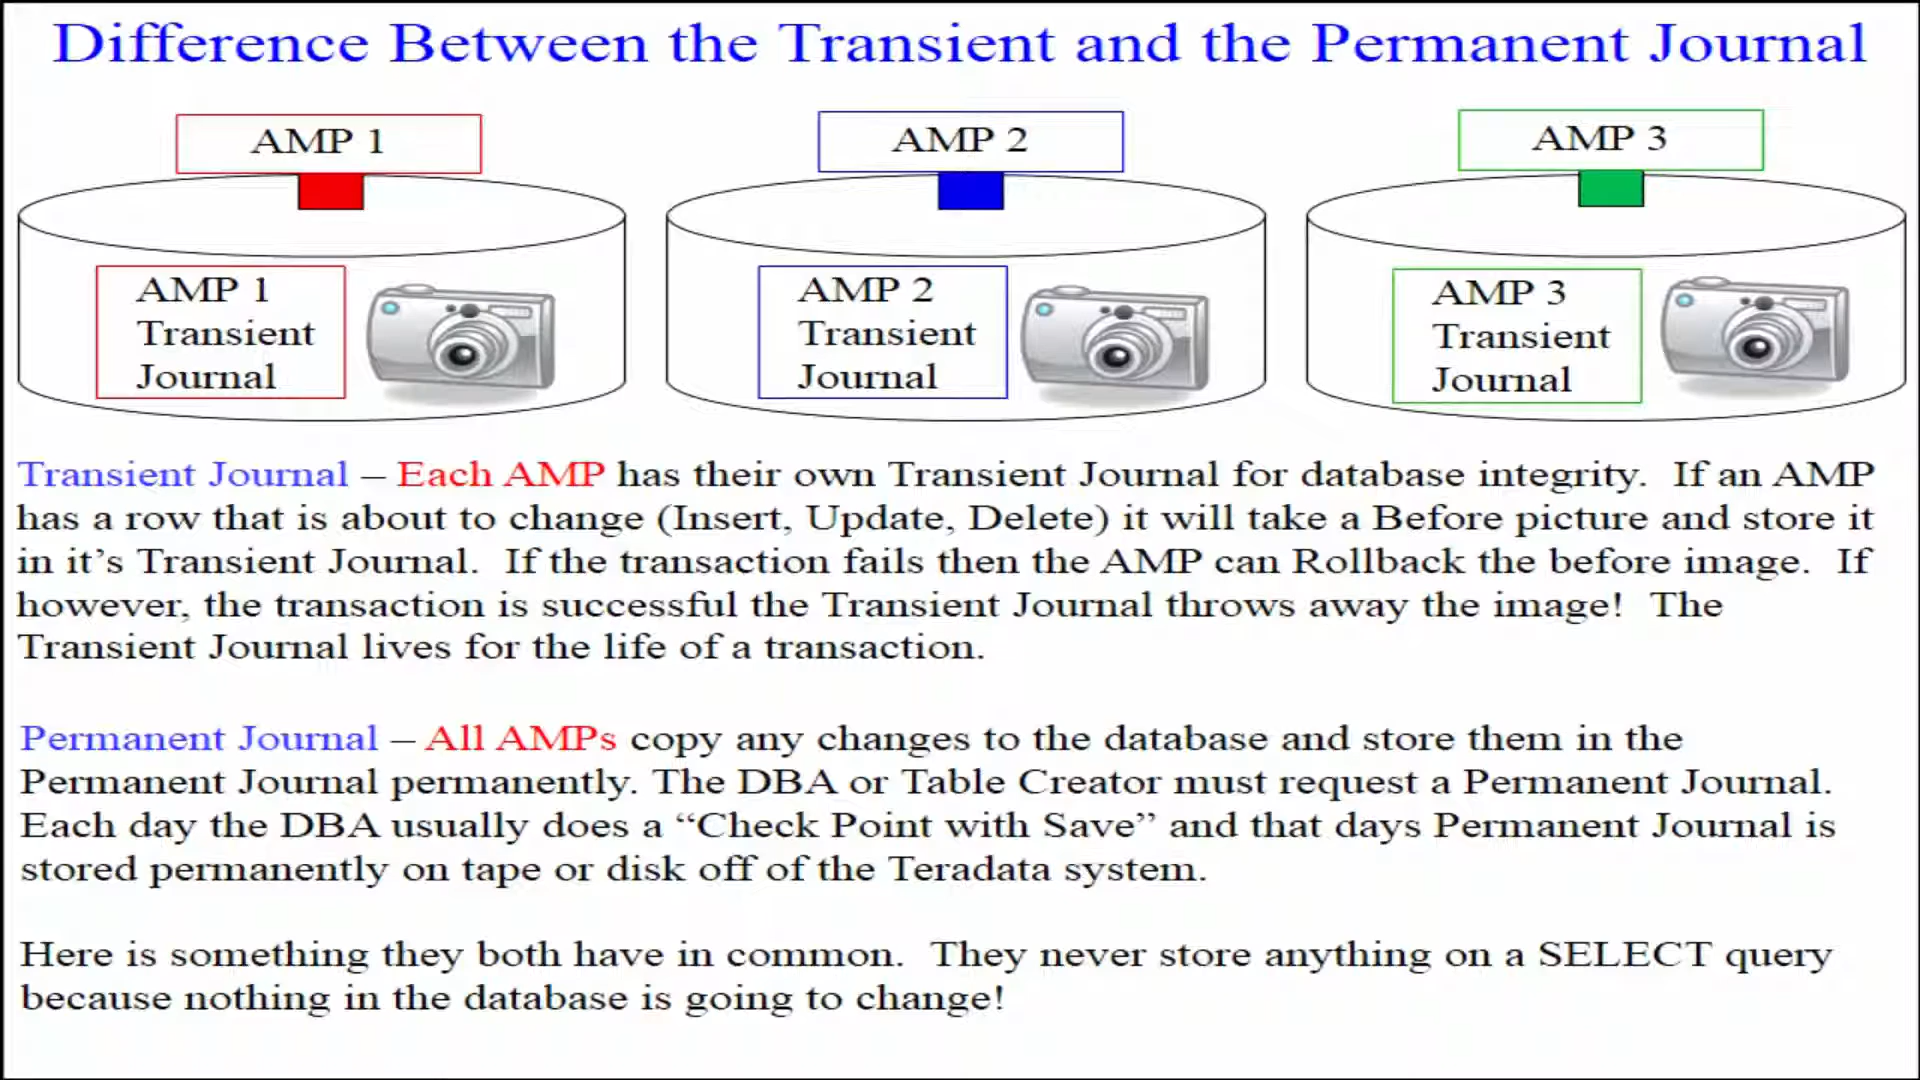 Difference Between the Transient and the Permanent Journal
AMP 1
AMP 2
AMP 3
AMP 1
Transient
Journal
AMP 2
Transient
Journal
AMP 3
Transient
Journal
Transient Journal – Each AMP has their own Transient Journal for database integrity. If an AMP
has a row that is about to change (Insert, Update, Delete) it will take a Before picture and store it
in it’s Transient Journal. If the transaction fails then the AMP can Rollback the before image. If
however, the transaction is successful the Transient Journal throws away the image! The
Transient Journal lives for the life of a transaction.
Permanent Journal – All AMPs copy any changes to the database and store them in the
Permanent Journal permanently. The DBA or Table Creator must request a Permanent Journal.
Each day the DBA usually does a “Check Point with Save” and that days Permanent Journal is
stored permanently on tape or disk off of the Teradata system.
Here is something they both have in common. They never store anything on a SELECT query
because nothing in the database is going to change!